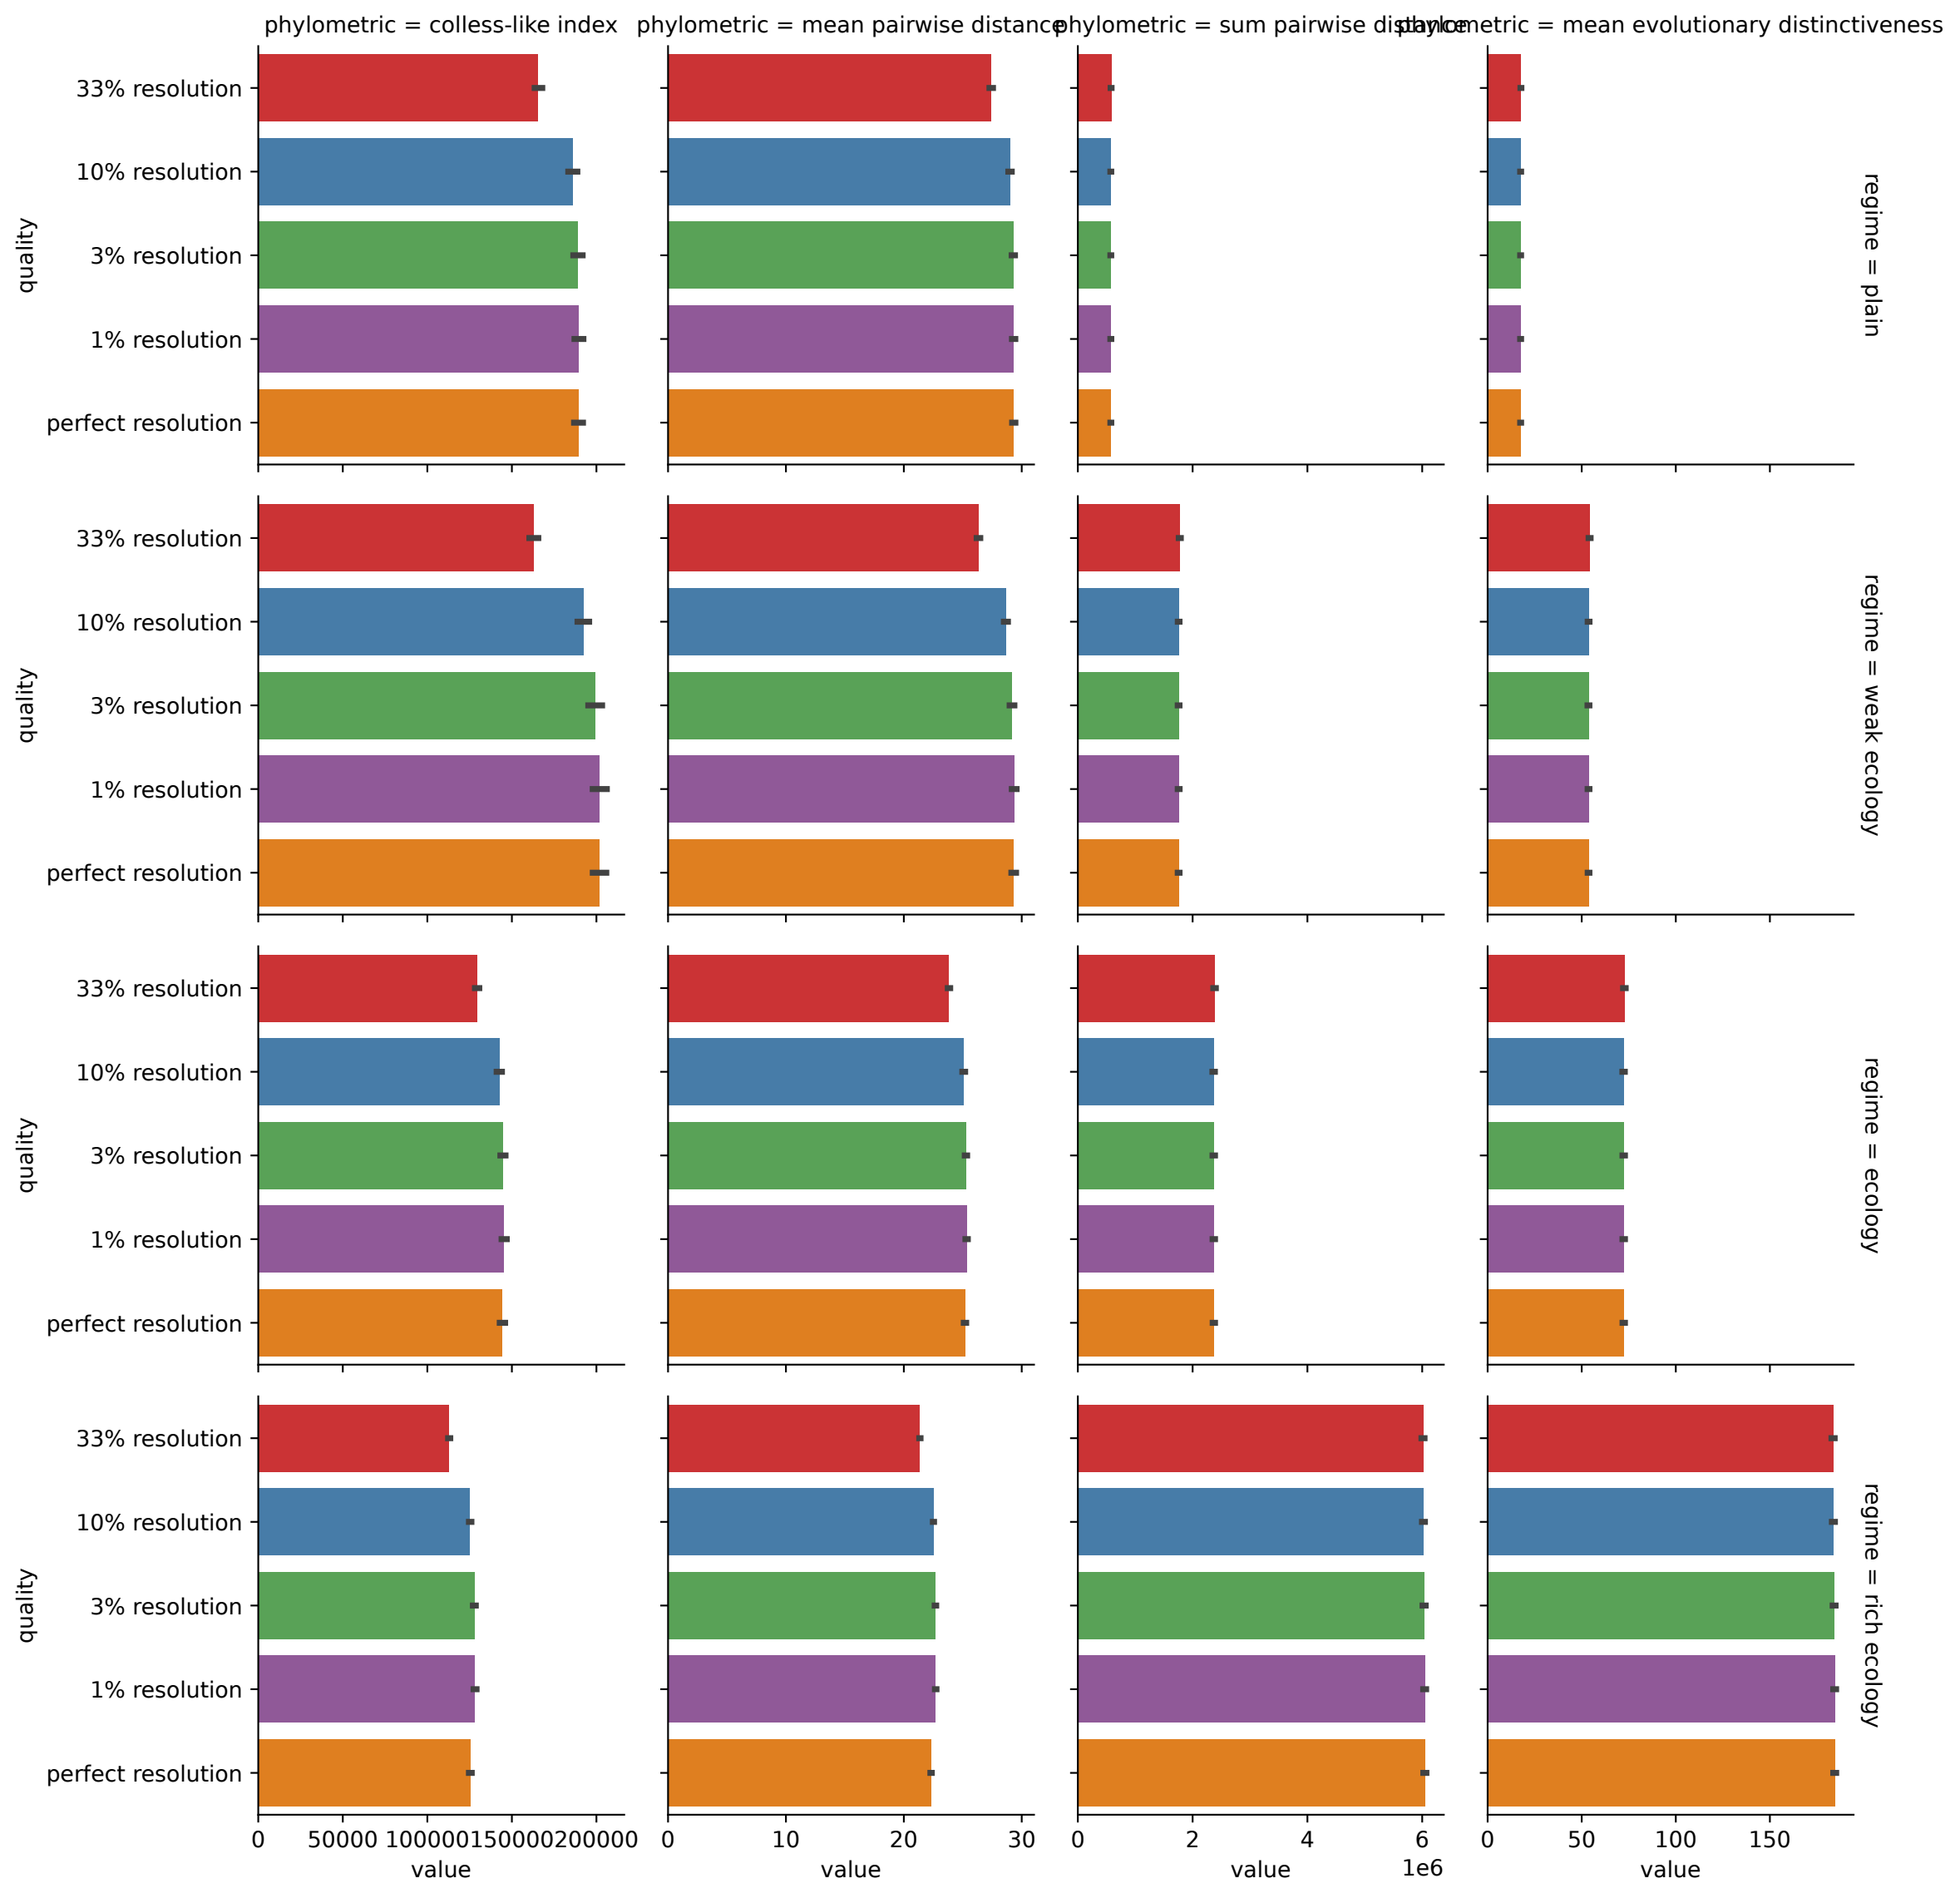 phylometric = colless-like index
phylometric = mean pairwise distance
phylometric = sum pairwise distance
phylometric = mean evolutionary distinctiveness
quality
33% resolution
10% resolution
3% resolution
1% resolution
perfect resolution
regime = plain
quality
33% resolution
10% resolution
3% resolution
1% resolution
perfect resolution
regime = weak ecology
quality
33% resolution
10% resolution
3% resolution
1% resolution
perfect resolution
regime = ecology
quality
33% resolution
10% resolution
3% resolution
1% resolution
perfect resolution
regime = rich ecology
0 50000 100000 150000 200000
value
0 10 20 30
value
0 2 4 6
1e6
value
0 50 100 150
value